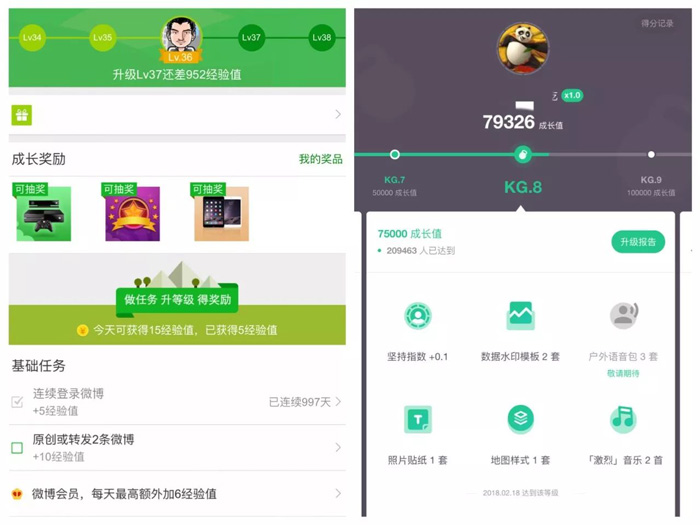 Lv34
Lv35
Lv.36
Lv37
Lv38
升级Lv37还差952经验值
成长奖励
我的奖品
可抽奖
可抽奖
可抽奖
做任务 升等级 得奖励
今天可获得15经验值，已获得5经验值
基础任务
连续登录微博
+5经验值
已连续997天
原创或转发2条微博
+10经验值
微博会员，每天最高额外加6经验值
得分记录
x1.0
79326 成长值
KG.7
50000 成长值
KG.8
KG.9
100000 成长值
75000 成长值
209463 人已达到
升级报告
坚持指数 +0.1
数据水印模板 2 套
户外语音包 3 套
敬请期待
照片贴纸 1 套
地图样式 1 套
「激烈」音乐 2 首
2018.02.18 达到该等级